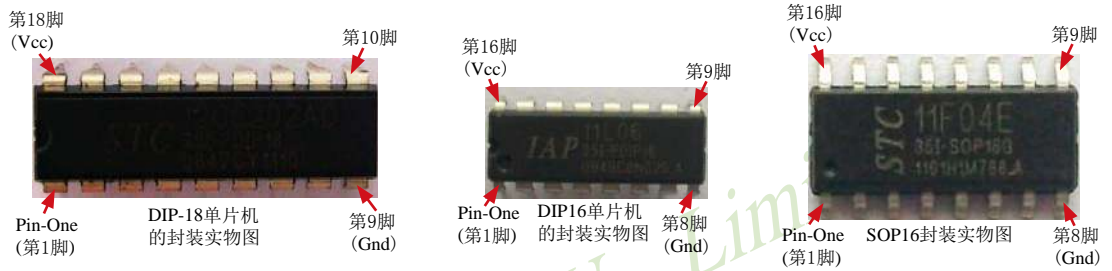 第18脚
(Vcc)
第10脚
STC
Pin-One
(第1脚)
DIP-18单片机
的封装实物图
第9脚
(Gnd)
第16脚
(Vcc)
第9脚
IAP
11L06
Pin-One
(第1脚)
DIP16单片机
的封装实物图
第8脚
(Gnd)
第16脚
(Vcc)
第9脚
STC
11F04E
35I-SOP16G
Pin-One
(第1脚)
SOP16封装实物图
第8脚
(Gnd)